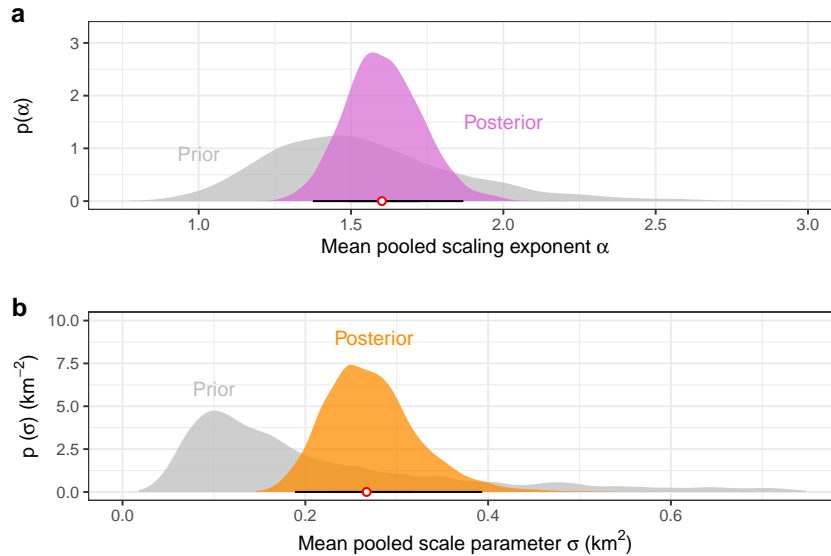 a
3
2
1
0
p(α)
Prior
Posterior
1.0 1.5 2.0 2.5 3.0
Mean pooled scaling exponent α
b
10.0
7.5
5.0
2.5
0.0
p (σ) (km⁻²)
Prior
Posterior
0.0 0.2 0.4 0.6
Mean pooled scale parameter σ (km²)